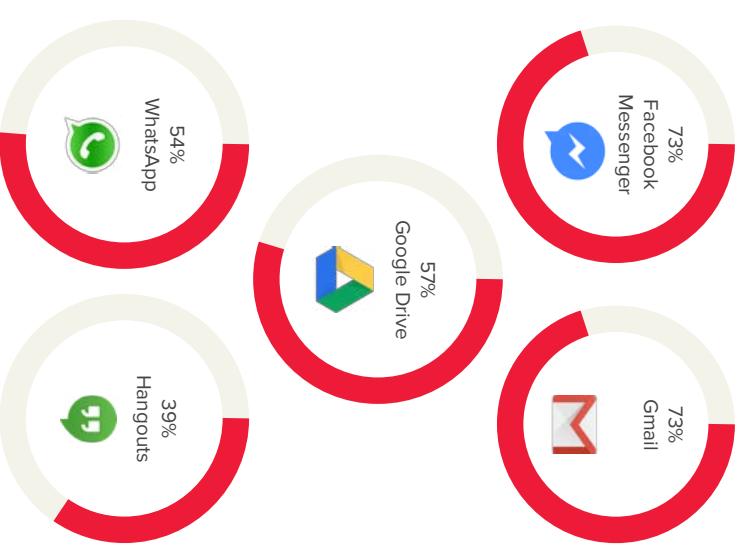 73%
Facebook
Messenger
73%
Gmail
57%
Google Drive
54%
WhatsApp
39%
Hangouts